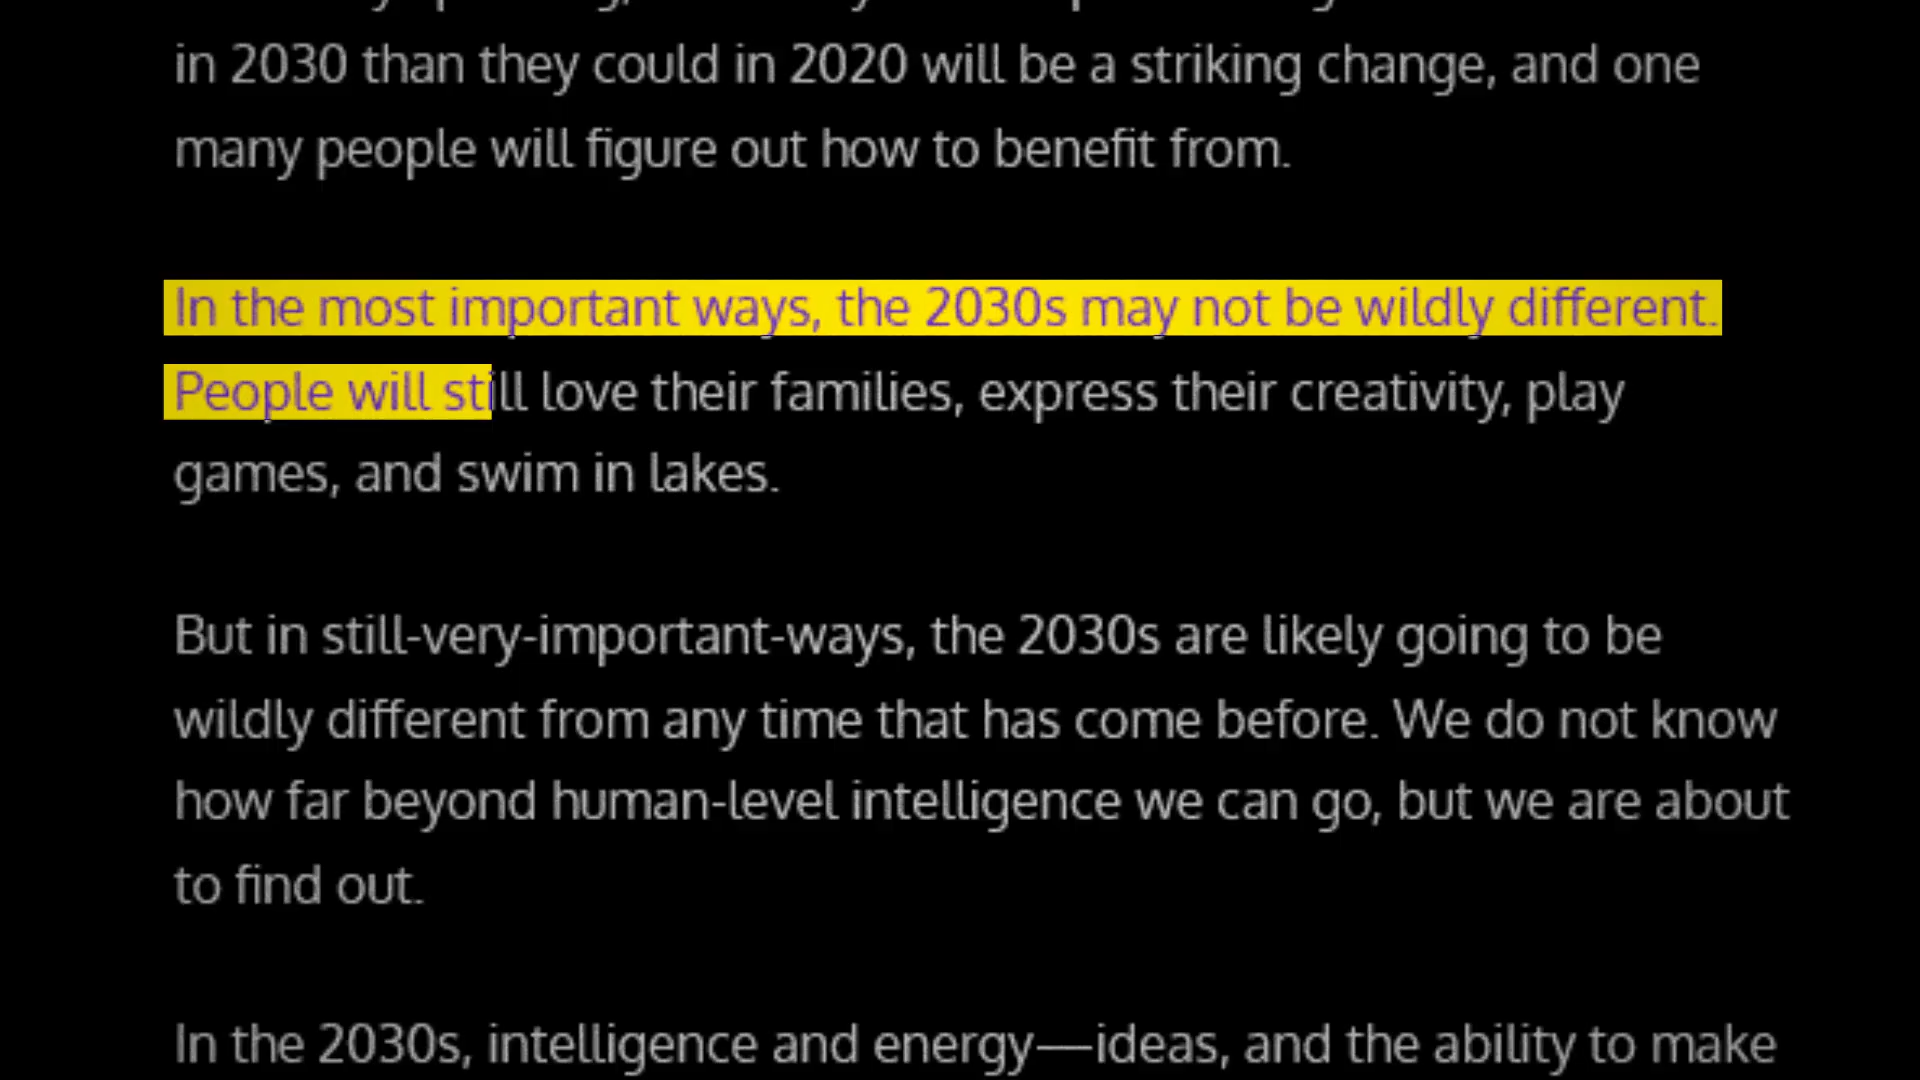 in 2030 than they could in 2020 will be a striking change, and one
many people will figure out how to benefit from.
In the most important ways, the 2030s may not be wildly different.
People will still love their families, express their creativity, play
games, and swim in lakes.
But in still-very-important-ways, the 2030s are likely going to be
wildly different from any time that has come before. We do not know
how far beyond human-level intelligence we can go, but we are about
to find out.
In the 2030s, intelligence and energy—ideas, and the ability to make